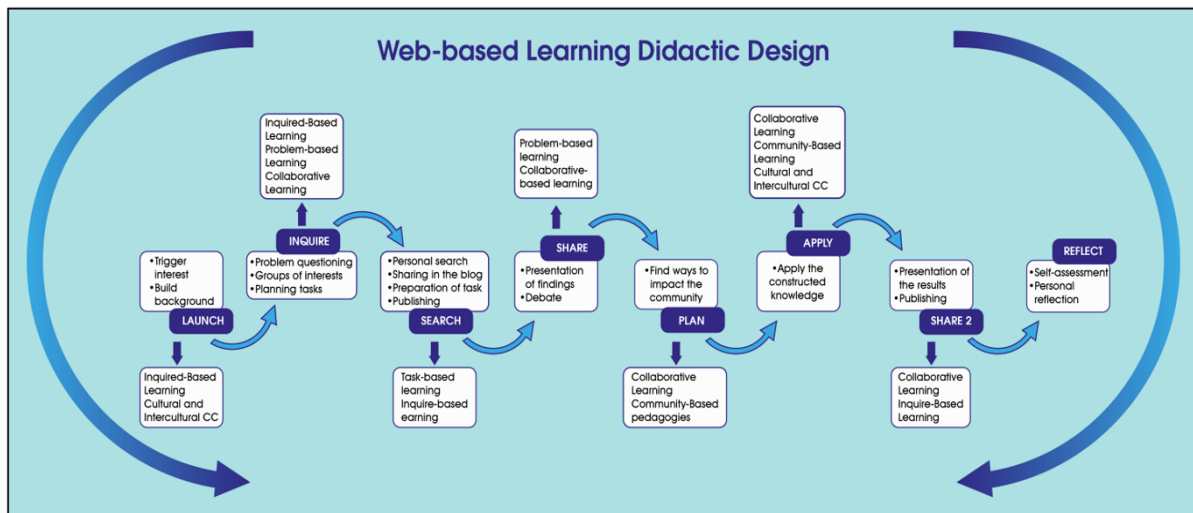 Web-based Learning Didactic Design
Inquired-Based
Learning
Problem-based
Learning
Collaborative
Learning
INQUIRE
•Problem questioning
•Groups of interests
•Planning tasks
•Trigger
interest
•Build
background
LAUNCH
Inquired-Based
Learning
Cultural and
Intercultural CC
•Personal search
•Sharing in the blog
•Preparation of task
•Publishing
SEARCH
Task-based
learning
Inquire-based
earning
Problem-based
learning
Collaborative-
based learning
SHARE
•Presentation
of findings
•Debate
•Find ways to
impact the
community
PLAN
Collaborative
Learning
Community-Based
pedagogies
Collaborative
Learning
Community-Based
Learning
Cultural and
Intercultural CC
APPLY
•Apply the
constructed
knowledge
•Presentation of
the results
•Publishing
SHARE 2
Collaborative
Learning
Inquire-Based
Learning
REFLECT
•Self-assessment
•Personal
reflection